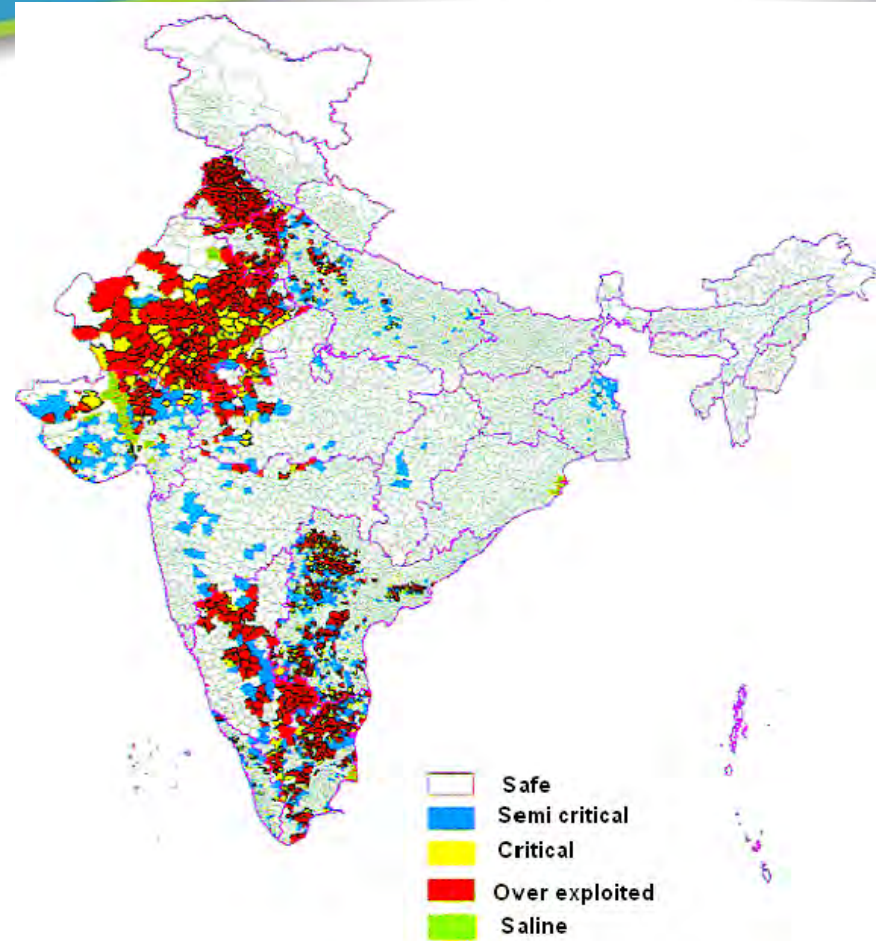 Safe
Semi critical
Critical
Over exploited
Saline